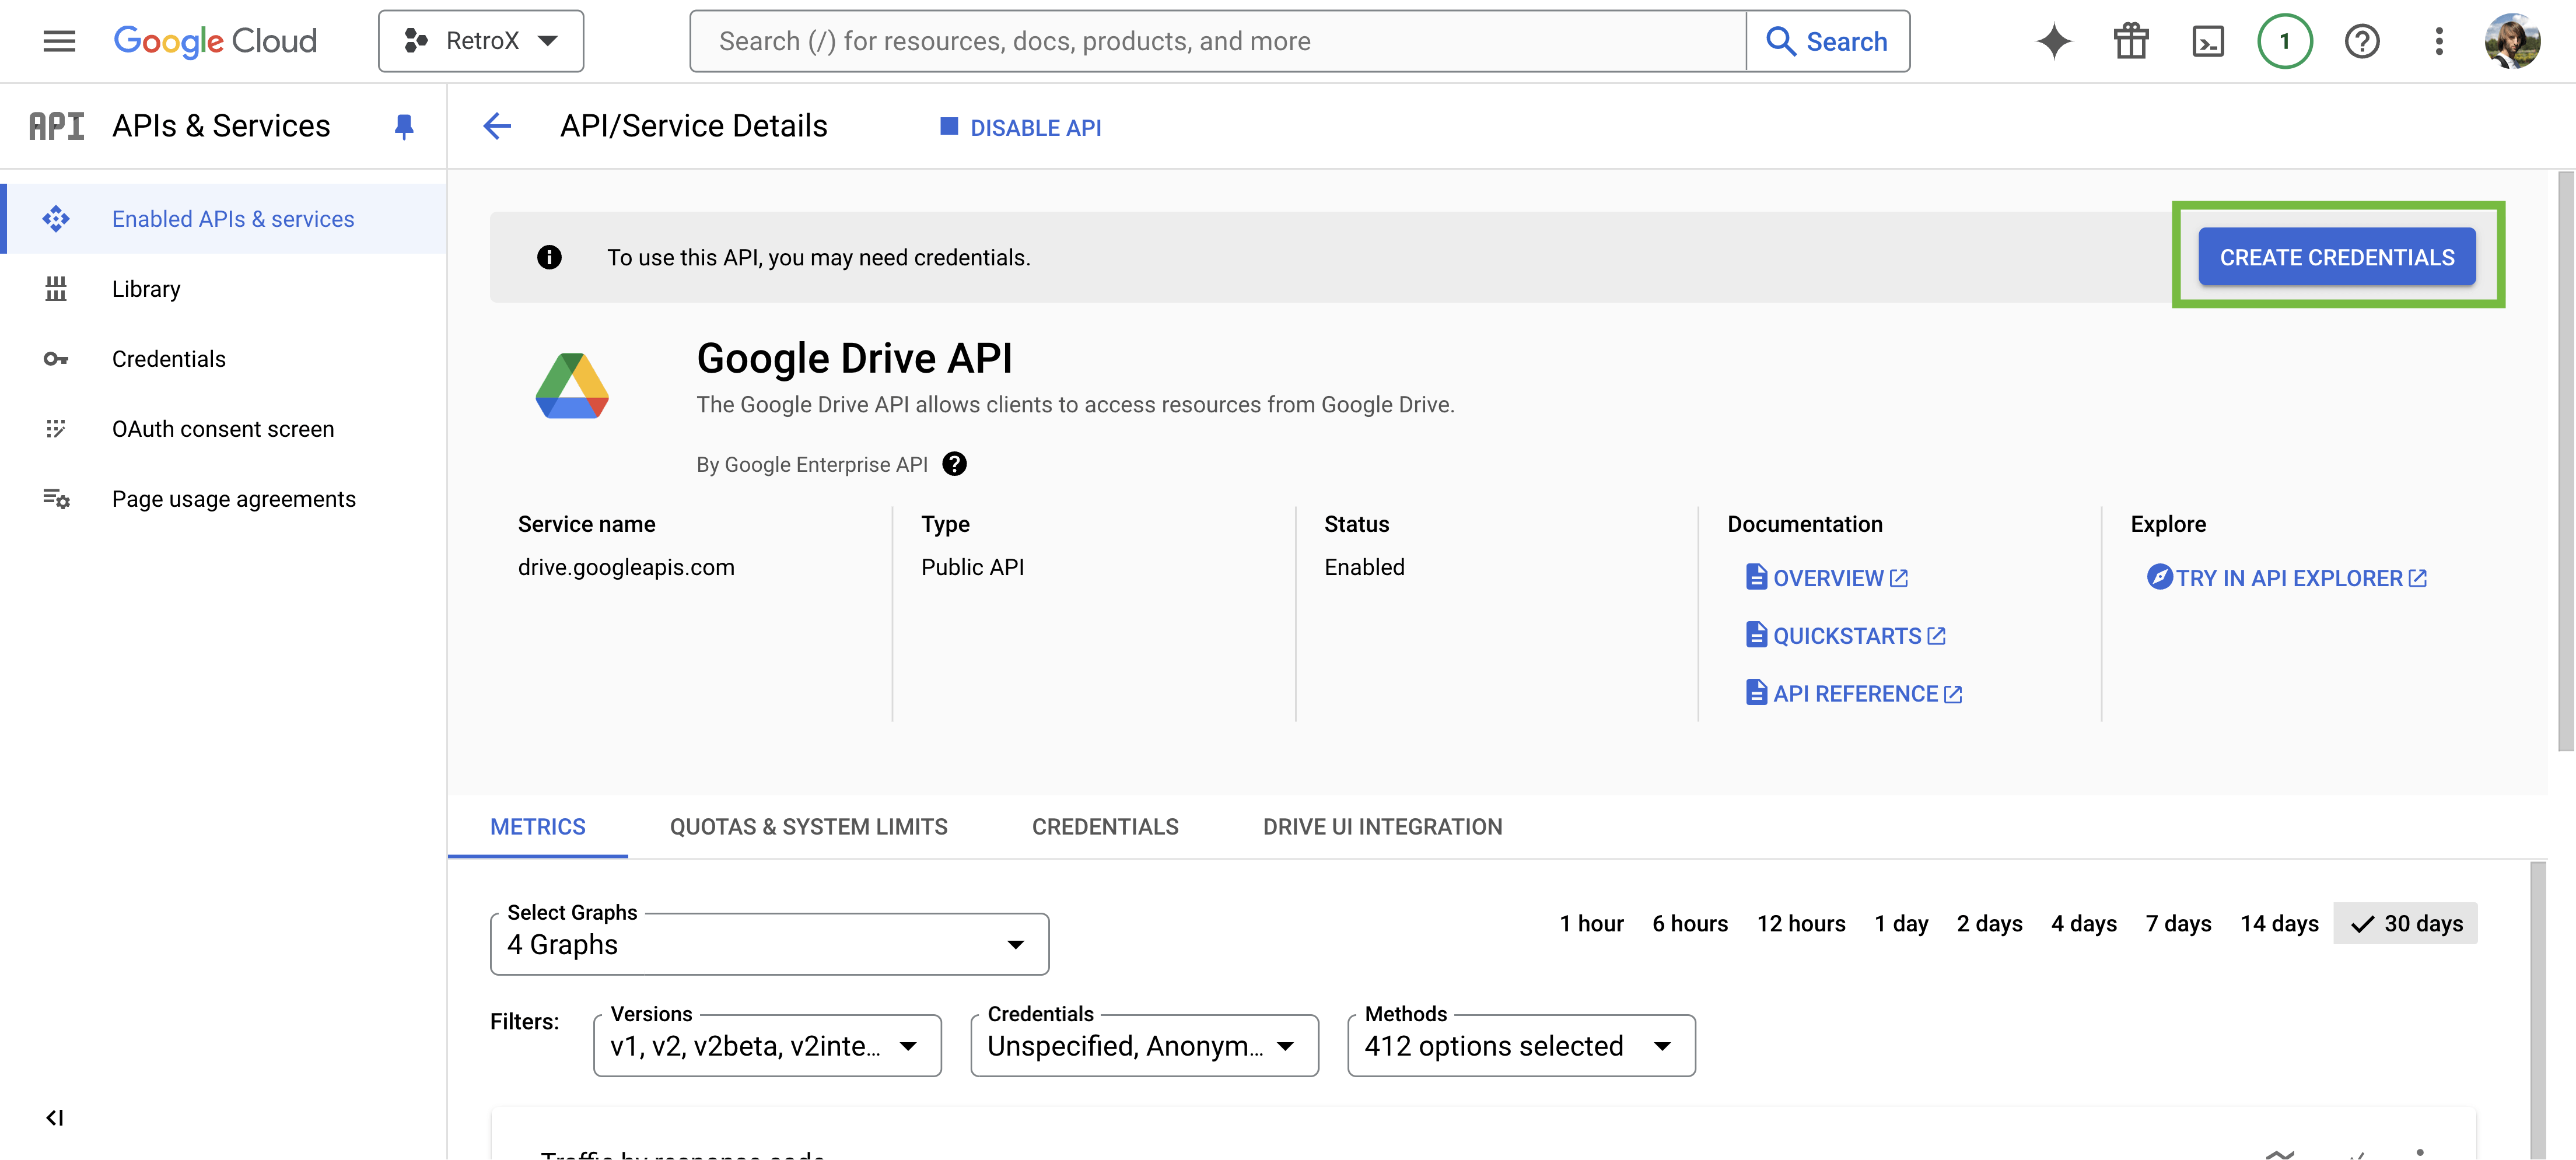 Google Cloud
RetroX
Search (/) for resources, docs, products, and more
Search
1
API
APIs & Services
API/Service Details
DISABLE API
Enabled APIs & services
Library
Credentials
OAuth consent screen
Page usage agreements
To use this API, you may need credentials.
CREATE CREDENTIALS
Google Drive API
The Google Drive API allows clients to access resources from Google Drive.
By Google Enterprise API
Service name
drive.googleapis.com
Type
Public API
Status
Enabled
Documentation
OVERVIEW
QUICKSTARTS
API REFERENCE
Explore
TRY IN API EXPLORER
METRICS
QUOTAS & SYSTEM LIMITS
CREDENTIALS
DRIVE UI INTEGRATION
Select Graphs
4 Graphs
1 hour
6 hours
12 hours
1 day
2 days
4 days
7 days
14 days
30 days
Filters:
Versions
v1, v2, v2beta, v2inte...
Credentials
Unspecified, Anonym...
Methods
412 options selected
Traffic by response code